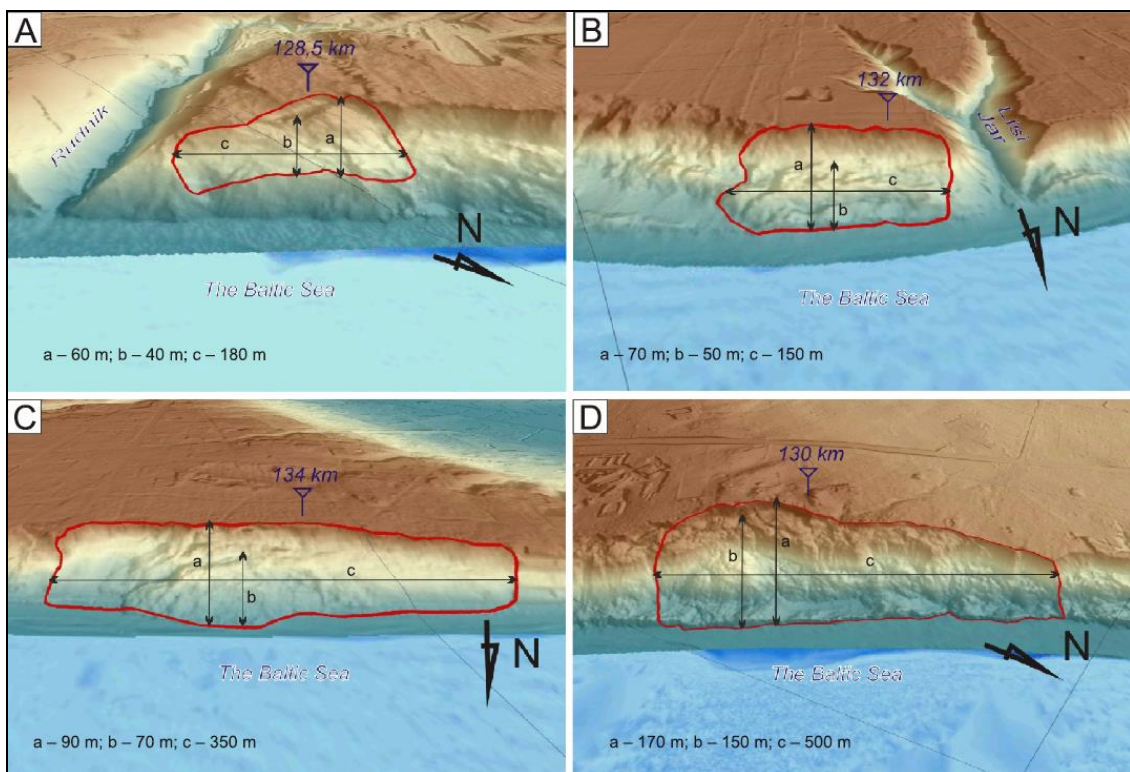 A
128,5 km
Rudnik
a
b
c
N
The Baltic Sea
a – 60 m; b – 40 m; c – 180 m
B
132 km
Lisi
Jar
a
c
b
N
The Baltic Sea
a – 70 m; b – 50 m; c – 150 m
C
134 km
a
c
b
N
The Baltic Sea
a – 90 m; b – 70 m; c – 350 m
D
130 km
a
b
c
N
The Baltic Sea
a – 170 m; b – 150 m; c – 500 m